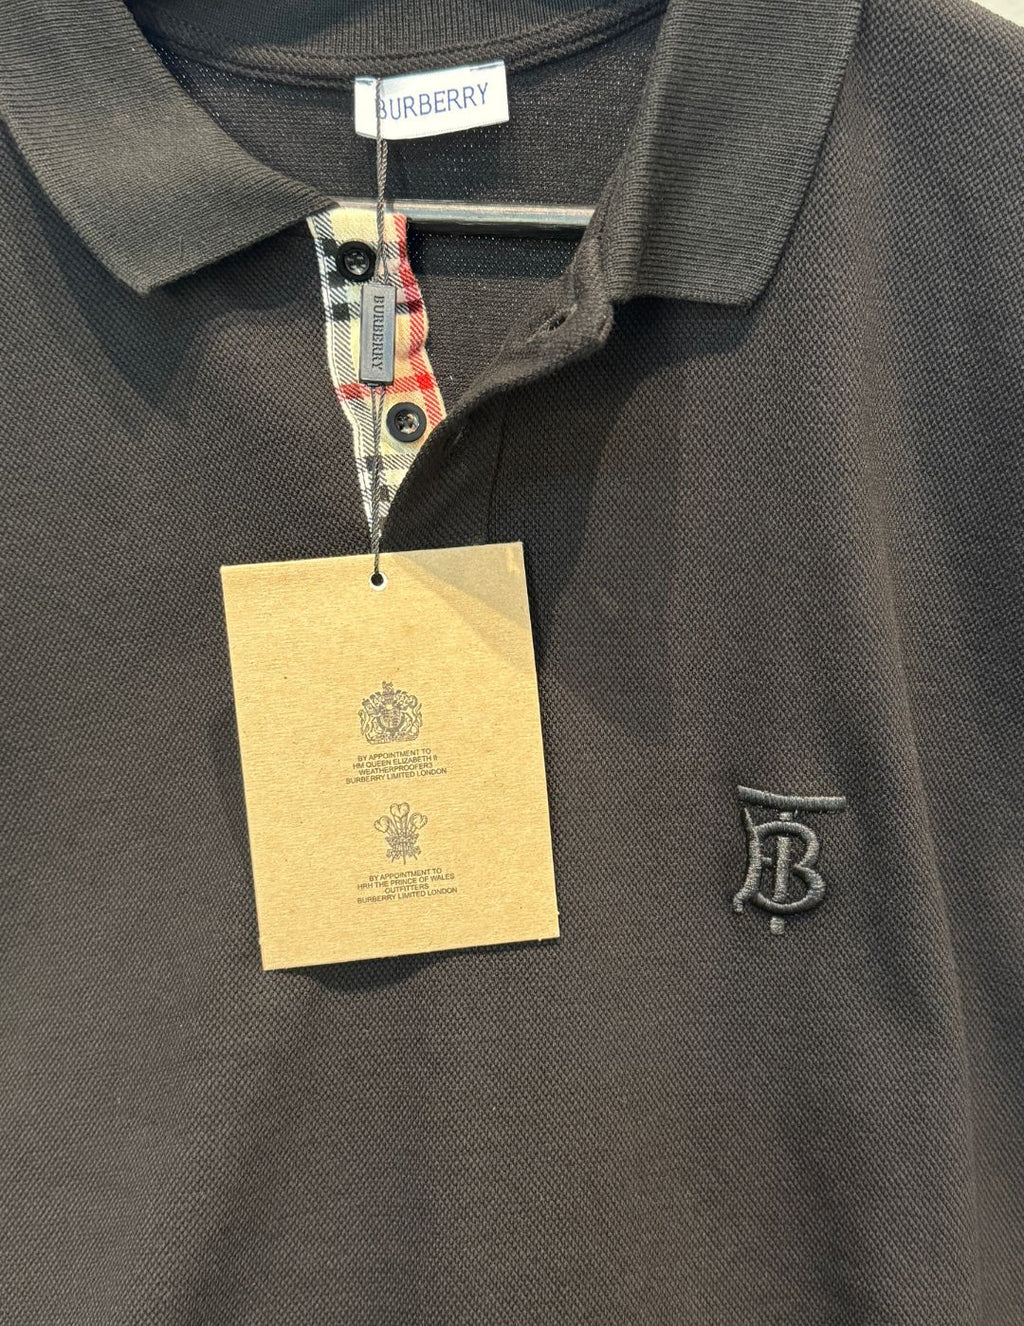 BURBERRY
BURBERRY
BY APPOINTMENT TO
HM QUEEN ELIZABETH II
WEATHERPROOFERS
BURBERRY LIMITED LONDON
BY APPOINTMENT TO
HRH THE PRINCE OF WALES
OUTFITTERS
BURBERRY LIMITED LONDON
TB